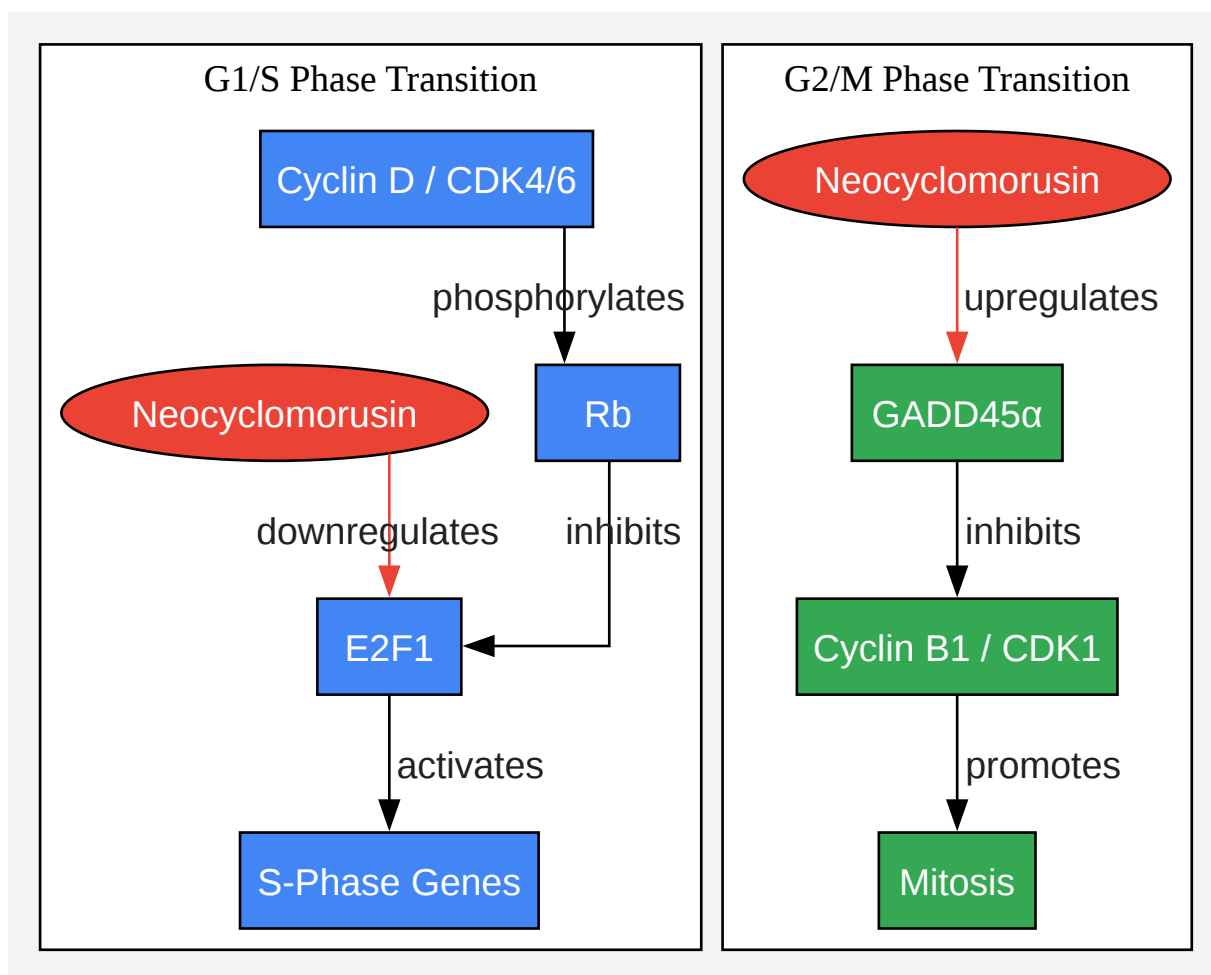 G1/S Phase Transition
Cyclin D / CDK4/6
phosphorylates
Neocyclomorusin
Rb
downregulates
inhibits
E2F1
activates
S-Phase Genes
G2/M Phase Transition
Neocyclomorusin
upregulates
GADD45α
inhibits
Cyclin B1 / CDK1
promotes
Mitosis